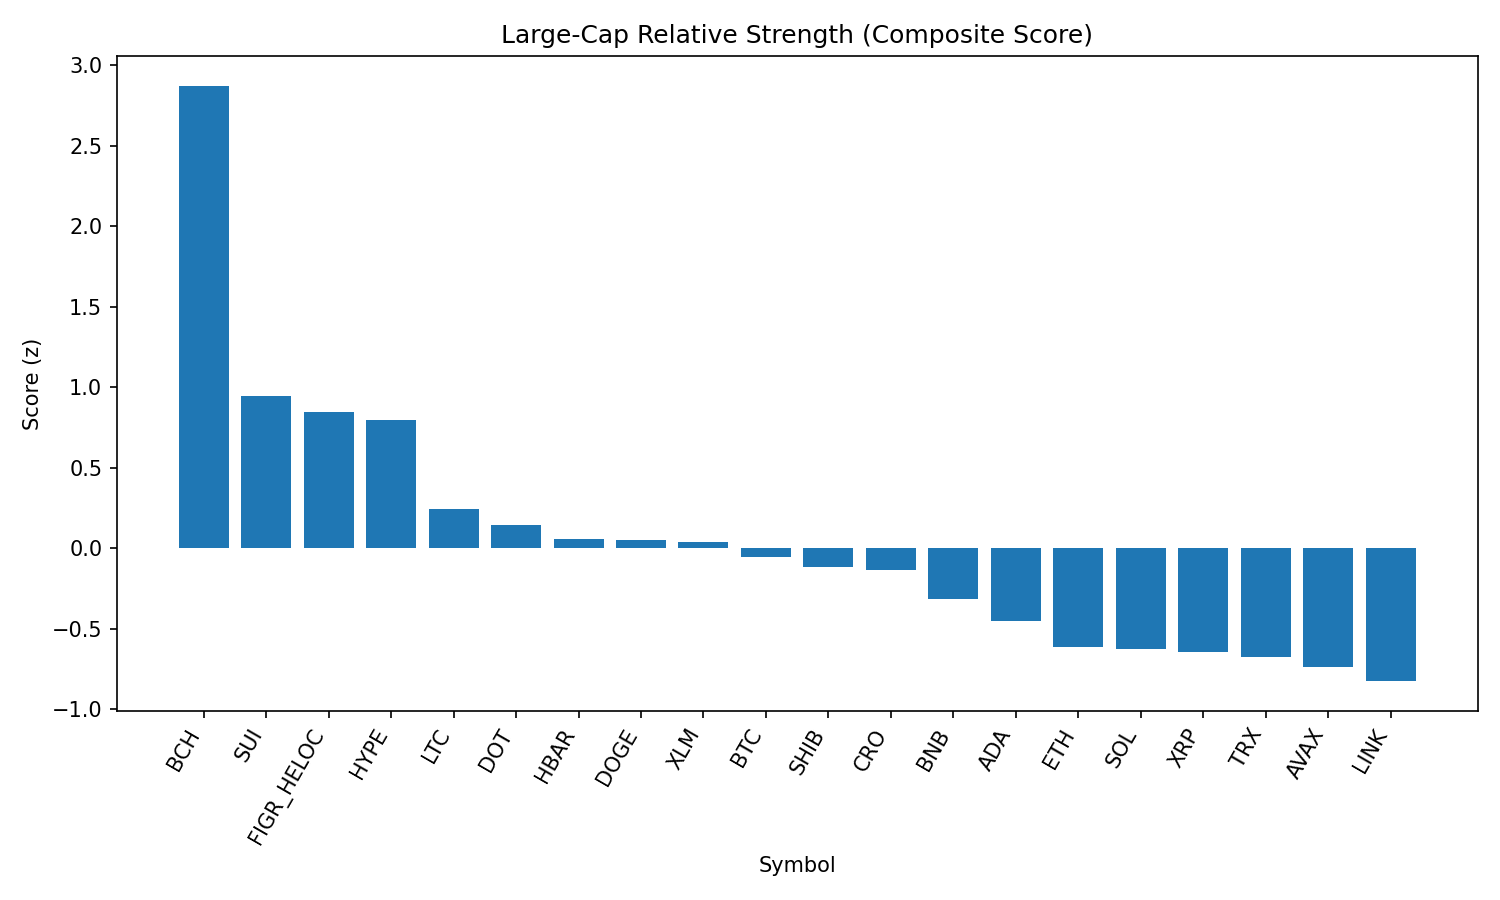 Large-Cap Relative Strength (Composite Score)
Score (z)
3.0
2.5
2.0
1.5
1.0
0.5
0.0
−0.5
−1.0
BCH
SUI
FIGR_HELOC
HYPE
LTC
DOT
HBAR
DOGE
XLM
BTC
SHIB
CRO
BNB
ADA
ETH
SOL
XRP
TRX
AVAX
LINK
Symbol